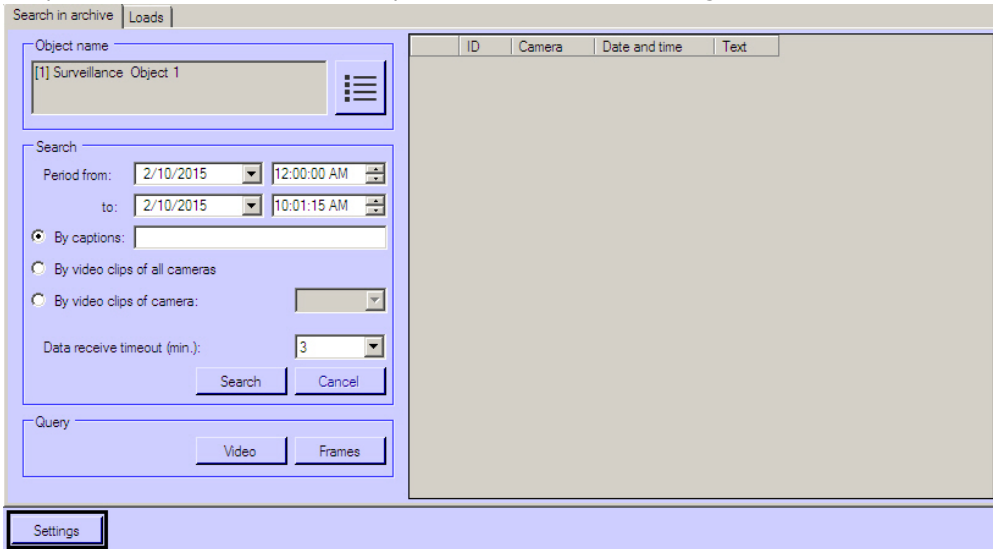 Search in archive Loads
Object name
[1] Surveillance Object 1
ID Camera Date and time Text
Search
Period from: 2/10/2015 12:00:00 AM
to: 2/10/2015 10:01:15 AM
By captions:
By video clips of all cameras
By video clips of camera:
Data receive timeout (min.): 3
Search Cancel
Query
Video Frames
Settings